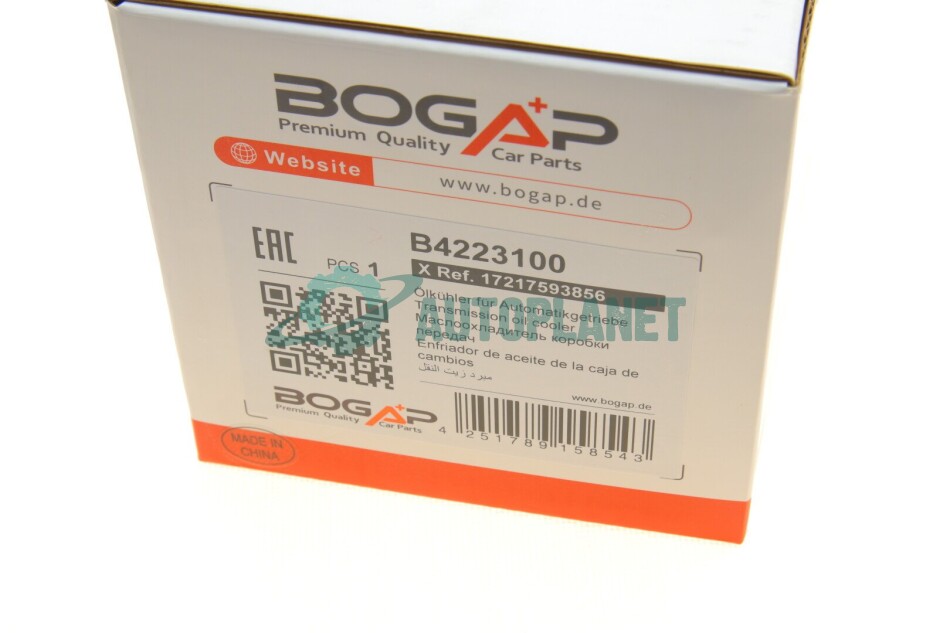 BOGAP
Premium Quality Car Parts
Website
www.bogap.de
EAC
PCS 1
B4223100
X Ref. 17217593856
Ölkühler für Automatikgetriebe
Transmission oil cooler
Маслоохладитель коробки
передач
Enfriador de aceite de la caja de
cambios
مبرد زيت النقل
AUTOPLANET
www.bogap.de
BOGAP
Premium Quality Car Parts
4 251789 158543
MADE IN
CHINA